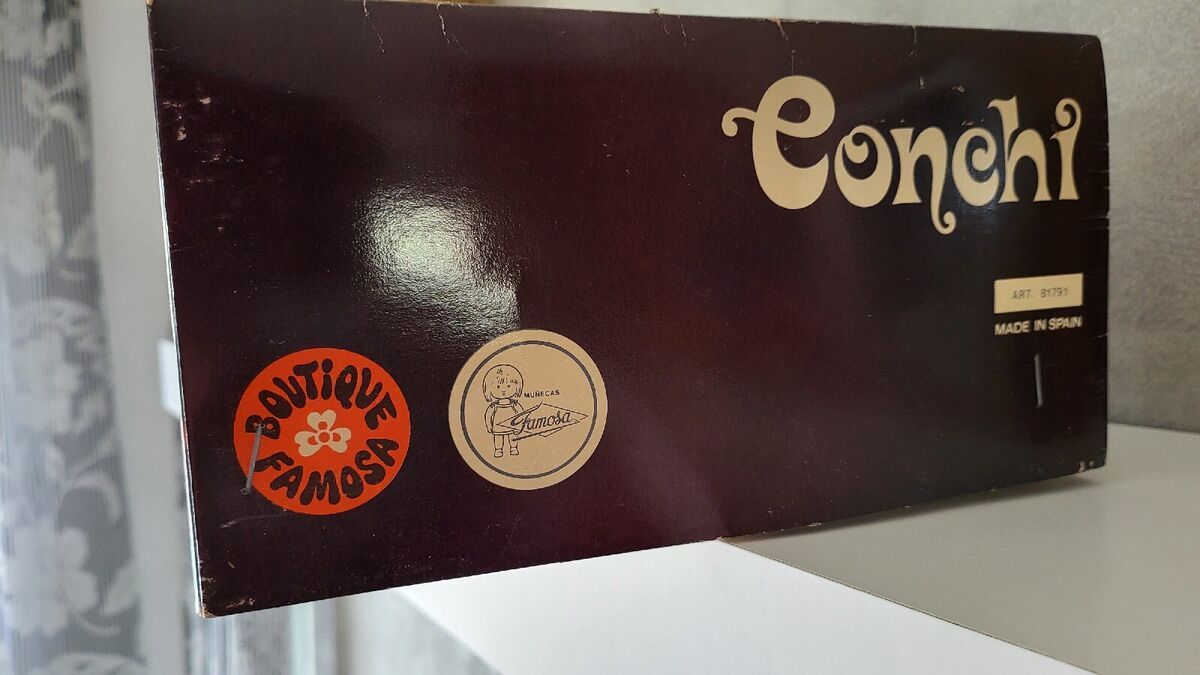 Conchi
ART. 81791
MADE IN SPAIN
BOUTIQUE
FAMOSA
MUÑECAS
Famosa